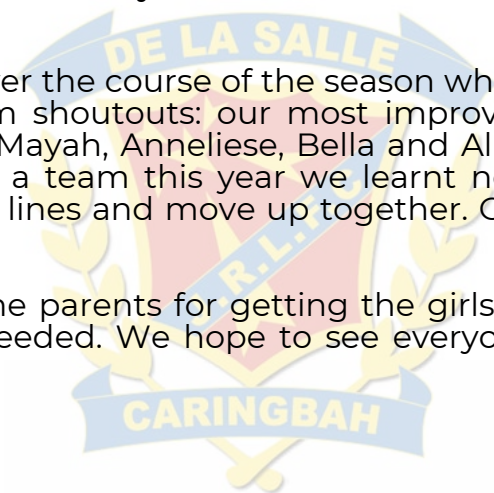 DE LA SALLE
er the course of the season wh
m shoutouts: our most improv
Mayah, Anneliese, Bella and Al
a team this year we learnt n
lines and move up together.
R.L.F.C
he parents for getting the girls
eeded. We hope to see everyo
CARINGBAH